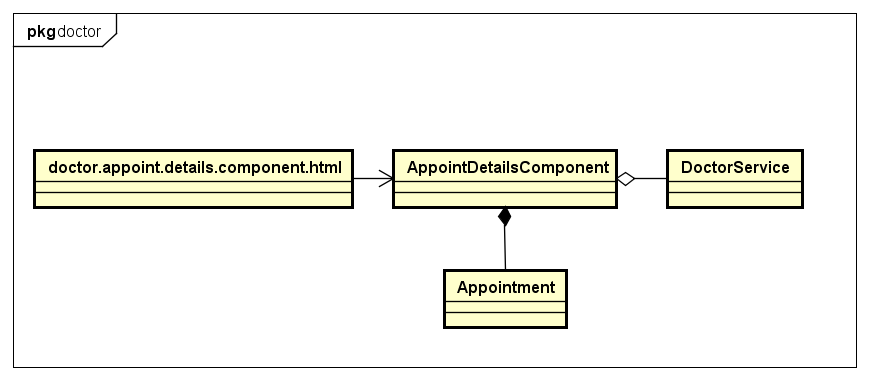 pkg doctor
doctor.appoint.details.component.html
AppointDetailsComponent
DoctorService
Appointment